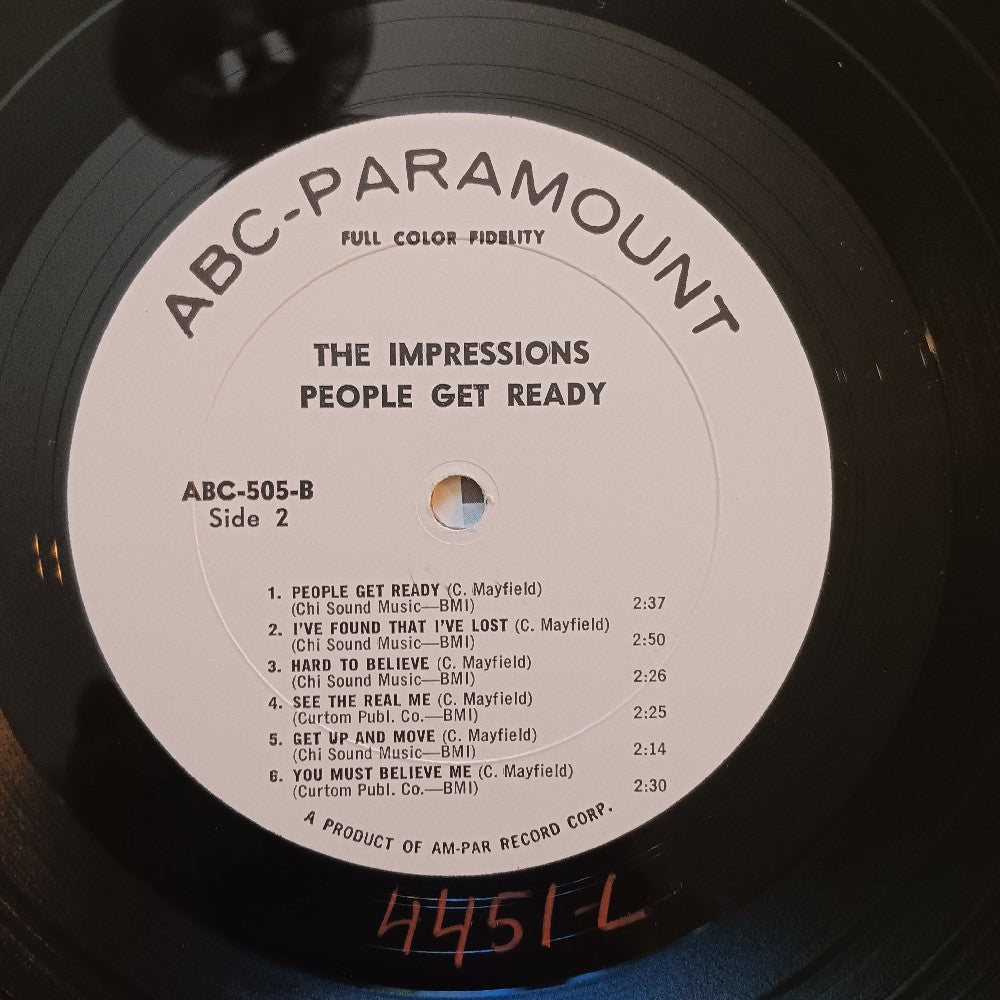 ABC-PARAMOUNT
FULL COLOR FIDELITY
THE IMPRESSIONS
PEOPLE GET READY
ABC-505-B
Side 2
1. PEOPLE GET READY (C. Mayfield)
(Chi Sound Music—BMI) 2:37
2. I'VE FOUND THAT I'VE LOST (C. Mayfield)
(Chi Sound Music—BMI) 2:50
3. HARD TO BELIEVE (C. Mayfield)
(Chi Sound Music—BMI) 2:26
4. SEE THE REAL ME (C. Mayfield)
(Curtom Publ. Co.—BMI) 2:25
5. GET UP AND MOVE (C. Mayfield)
(Chi Sound Music—BMI) 2:14
6. YOU MUST BELIEVE ME (C. Mayfield)
(Curtom Publ. Co.—BMI) 2:30
A PRODUCT OF AM-PAR RECORD CORP.
4451-L